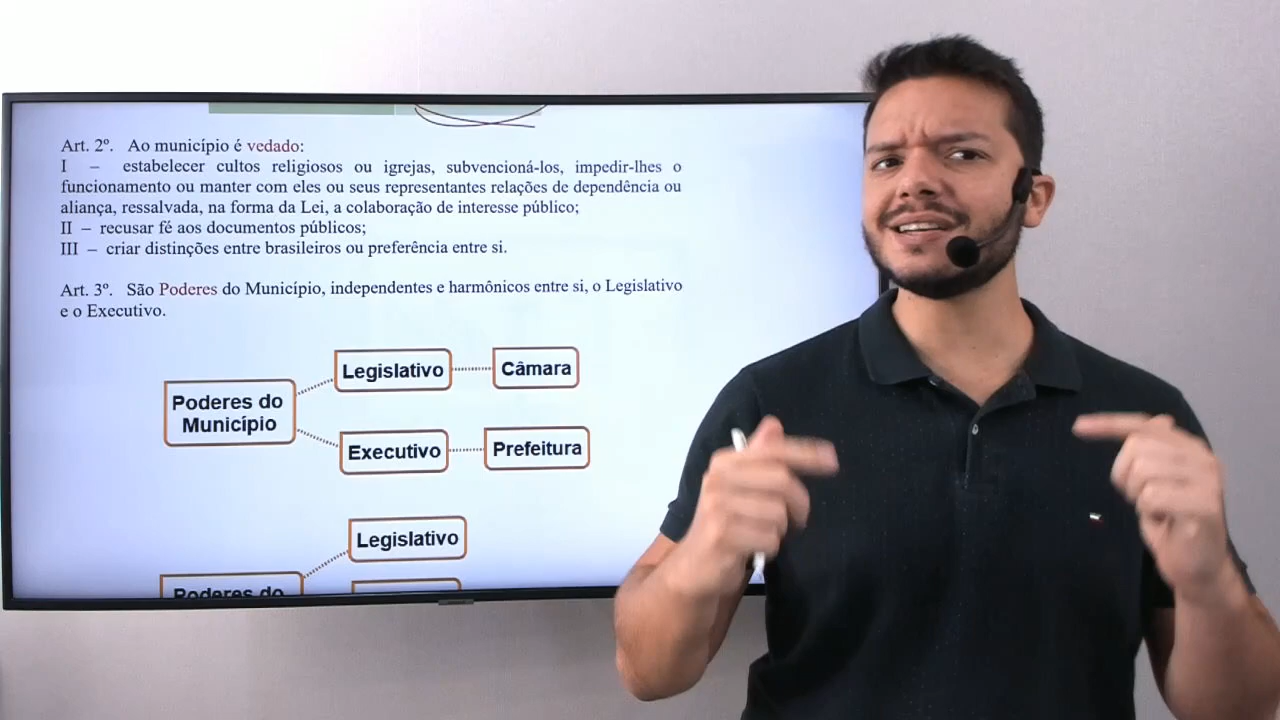 Art. 2º. Ao município é vedado:
I – estabelecer cultos religiosos ou igrejas, subvencioná-los, impedir-lhes o
funcionamento ou manter com eles ou seus representantes relações de dependência ou
aliança, ressalvada, na forma da Lei, a colaboração de interesse público;
II – recusar fé aos documentos públicos;
III – criar distinções entre brasileiros ou preferência entre si.
Art. 3º. São Poderes do Município, independentes e harmônicos entre si, o Legislativo
e o Executivo.
Poderes do
Município
Legislativo
Câmara
Executivo
Prefeitura
Legislativo
Poderes do